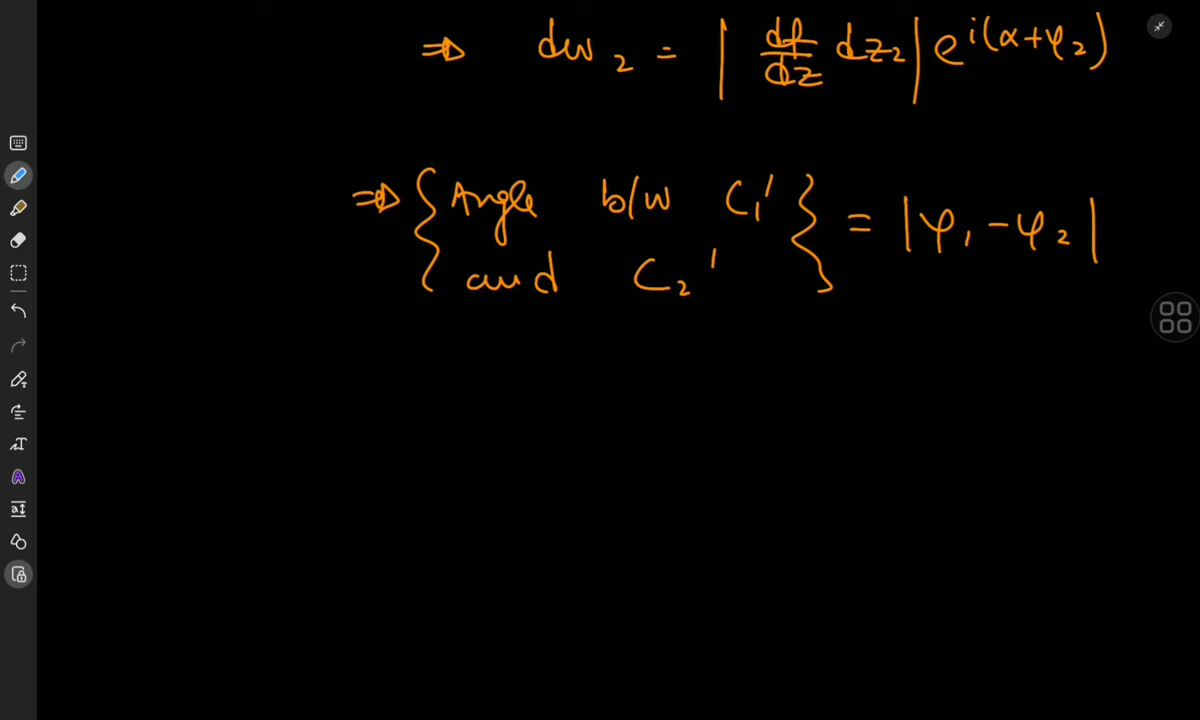 ⇒ dw₂ = | df/dz dz₂ | e^{i(α+φ₂)}
⇒ { Angle b/w C₁' } = |φ₁ - φ₂|
and C₂'